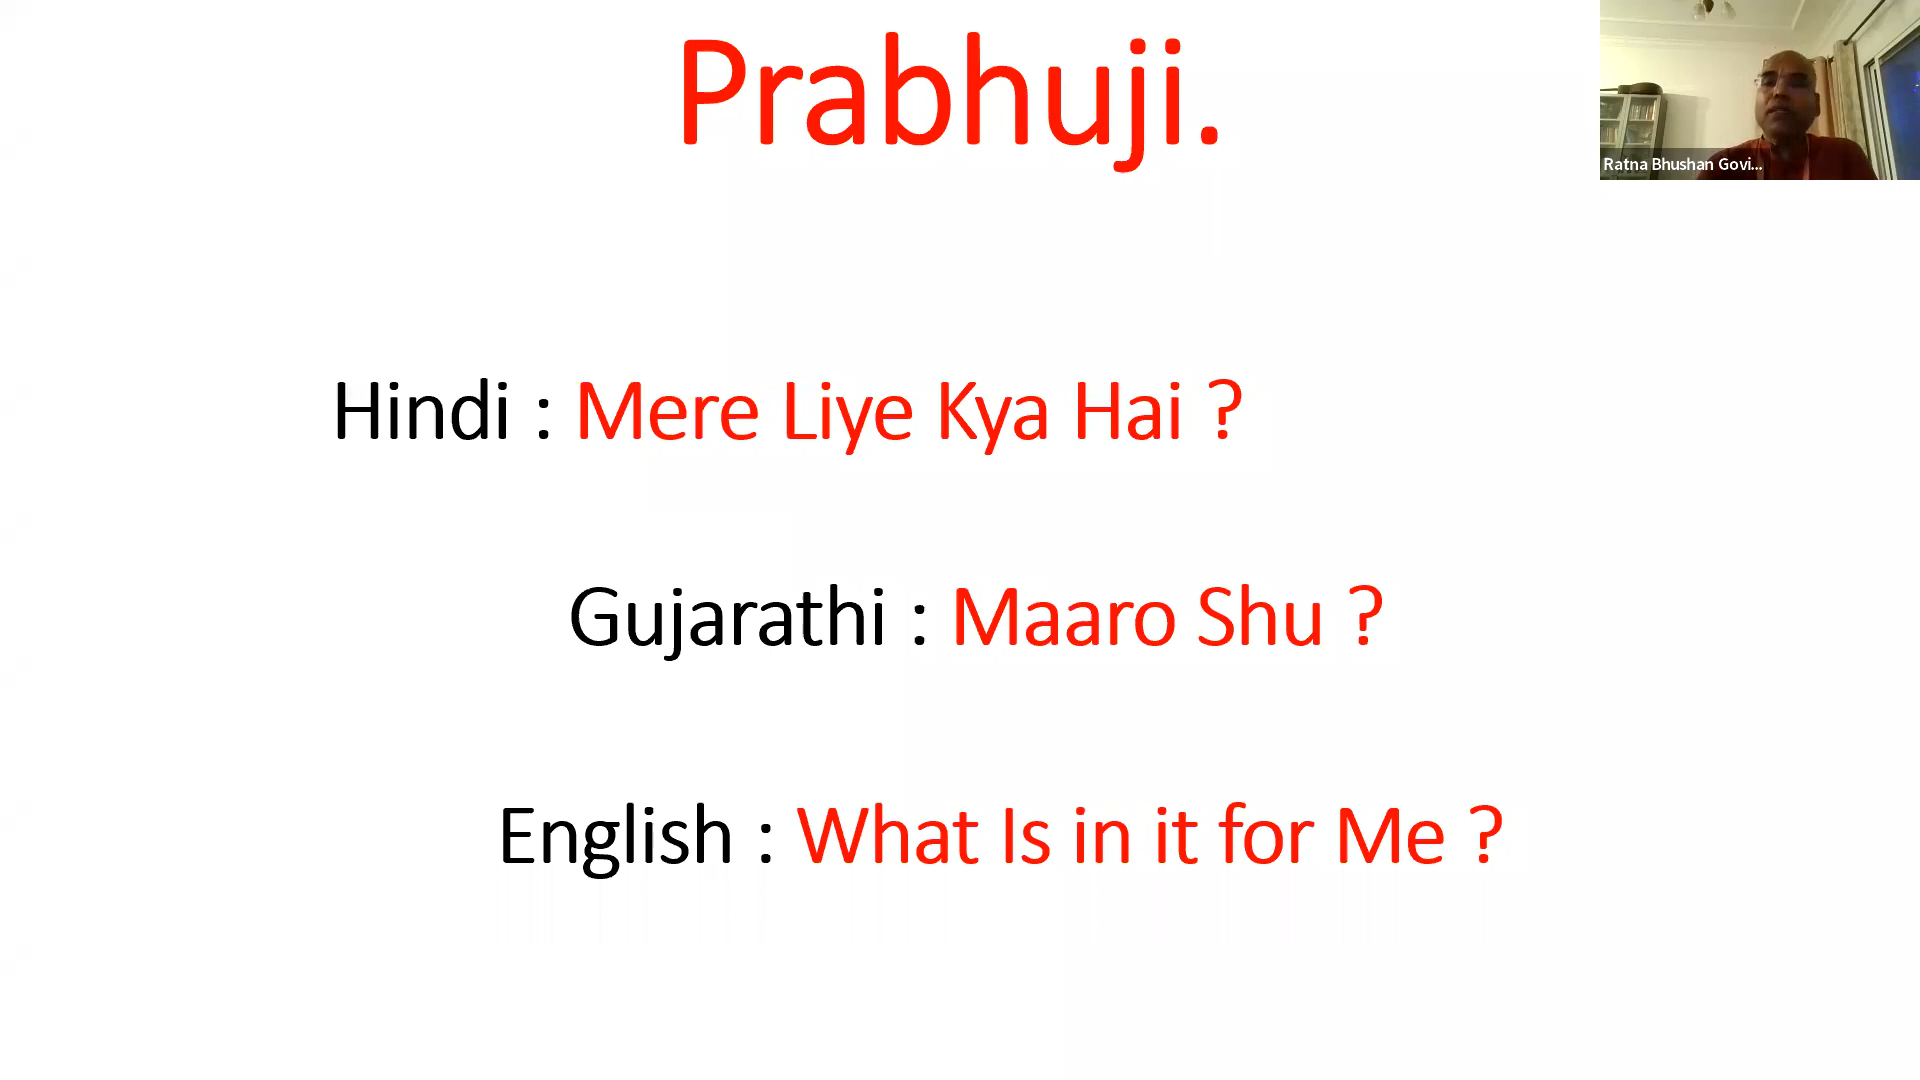 Prabhuji.
Ratna Bhushan Govi...
Hindi : Mere Liye Kya Hai ?
Gujarathi : Maaro Shu ?
English : What Is in it for Me ?